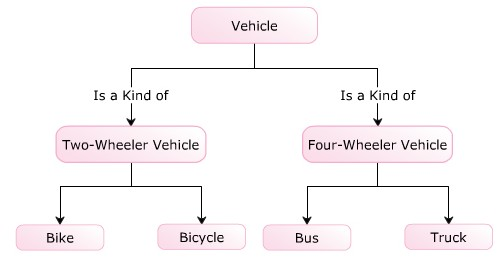 Vehicle
Is a Kind of
Is a Kind of
Two-Wheeler Vehicle
Four-Wheeler Vehicle
Bike
Bicycle
Bus
Truck